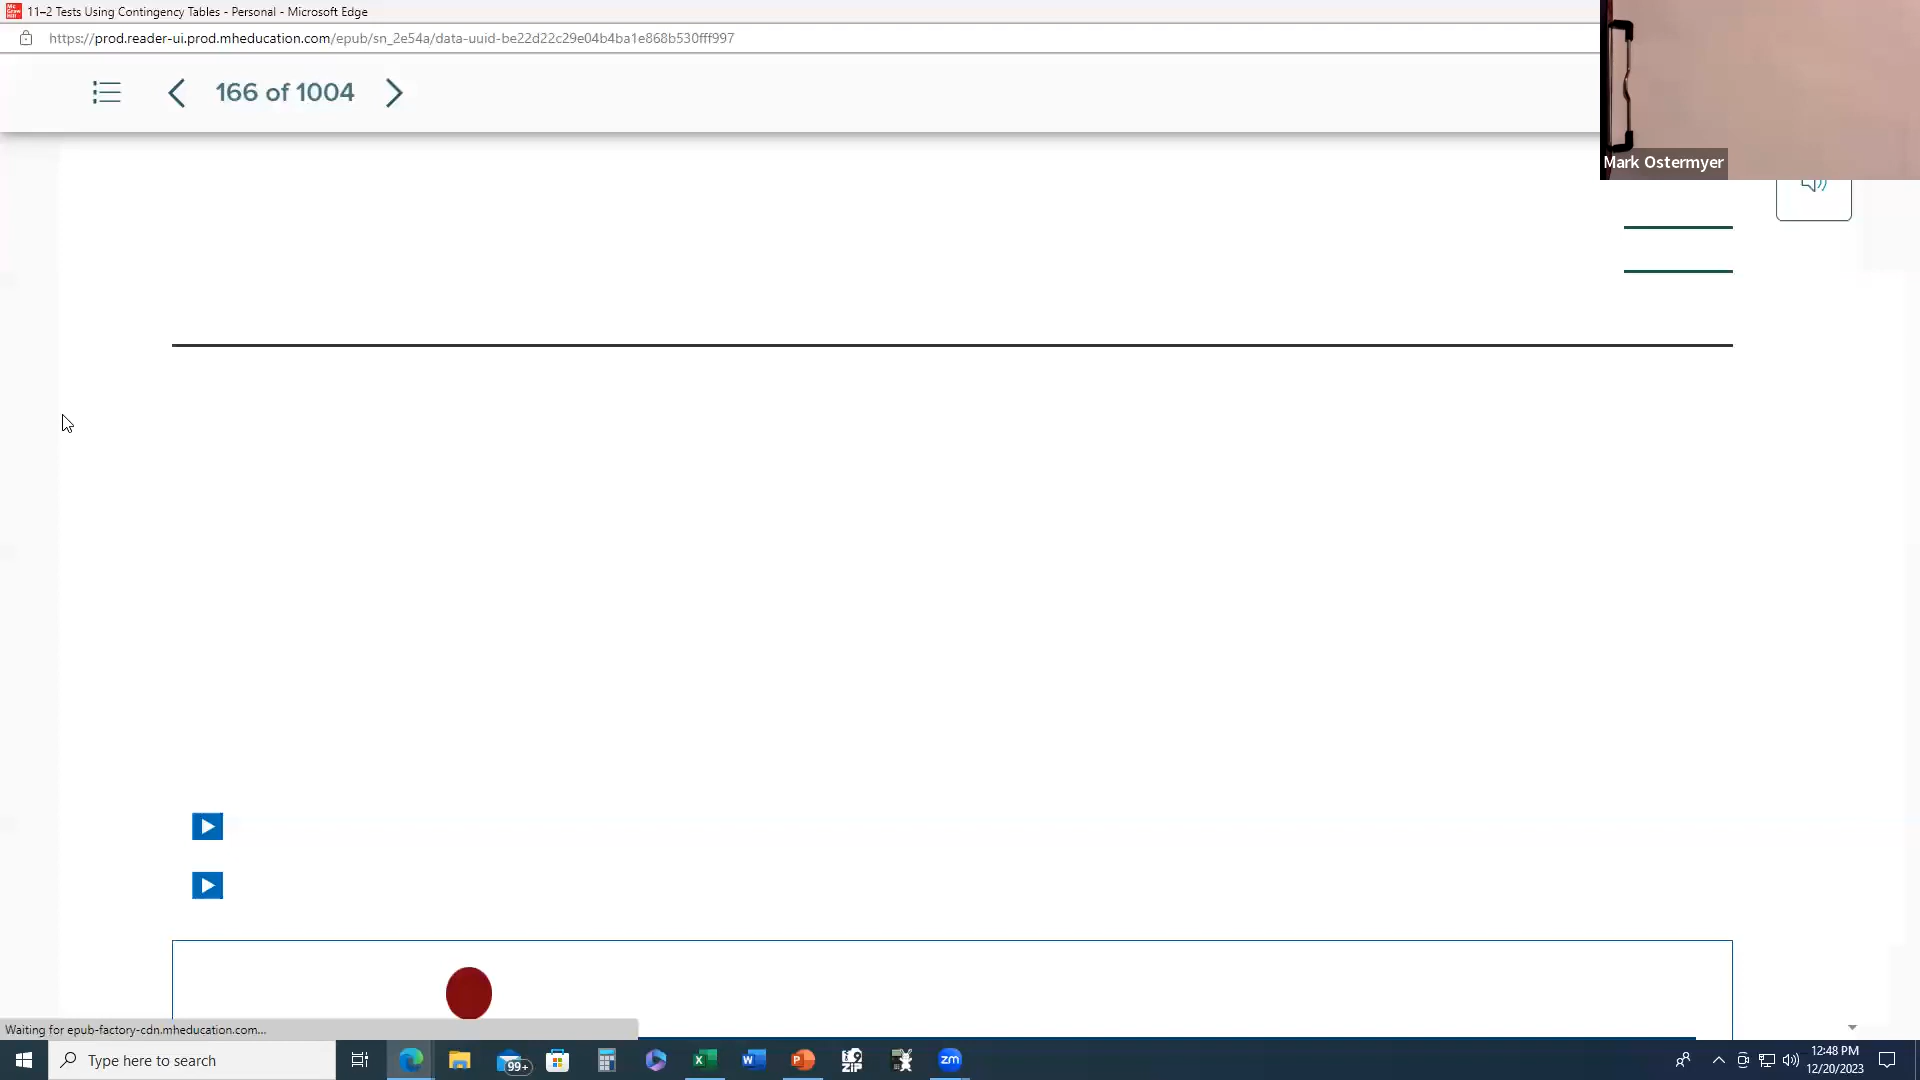 11–2 Tests Using Contingency Tables - Personal - Microsoft Edge
https://prod.reader-ui.prod.mheducation.com/epub/sn_2e54a/data-uuid-be22d22c29e04b4ba1e868b530fff997
166 of 1004
Mark Ostermyer
Waiting for epub-factory-cdn.mheducation.com...
Type here to search
99+
zm
12:48 PM
12/20/2023